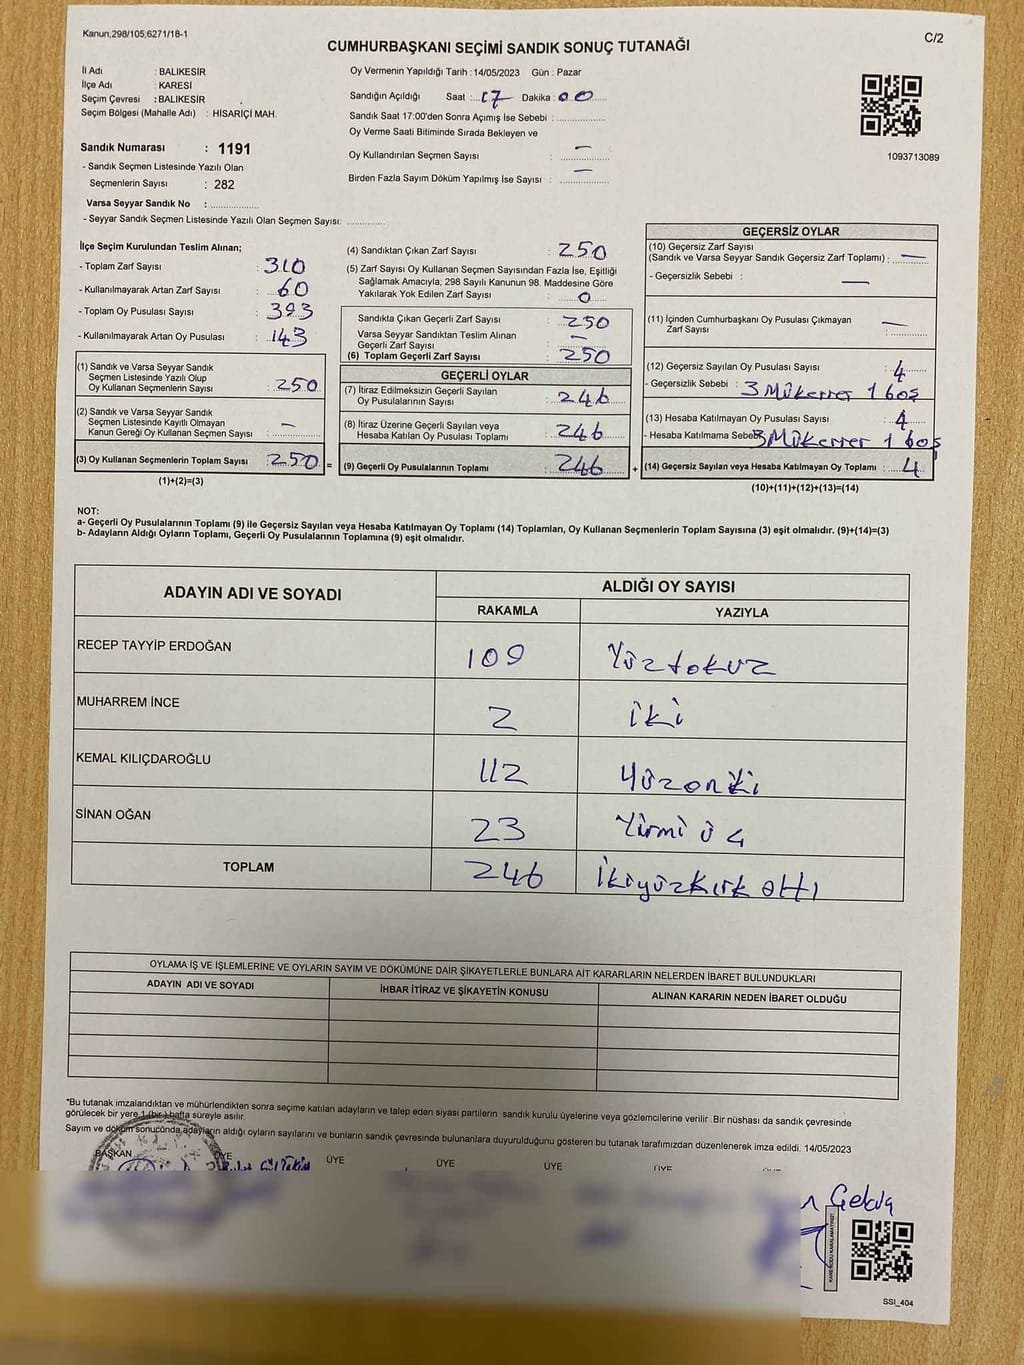 Kanun;298/105,6271/18-1
C/2
CUMHURBAŞKANI SEÇİMİ SANDIK SONUÇ TUTANAĞI
İl Adı : BALIKESİR
İlçe Adı : KARESİ
Seçim Çevresi : BALIKESİR
Seçim Bölgesi (Mahalle Adı) : HİSARİÇİ MAH.
Sandık Numarası : 1191
- Sandık Seçmen Listesinde Yazılı Olan
Seçmenlerin Sayısı : 282
Varsa Seyyar Sandık No : ..................
- Seyyar Sandık Seçmen Listesinde Yazılı Olan Seçmen Sayısı: ..............
Oy Vermenin Yapıldığı Tarih : 14/05/2023 Gün : Pazar
Sandığın Açıldığı Saat : 17 Dakika : 00
Sandık Saat 17:00'den Sonra Açımış İse Sebebi : ..................
Oy Verme Saati Bitiminde Sırada Bekleyen ve
Oy Kullandırılan Seçmen Sayısı : —
Birden Fazla Sayım Döküm Yapılmış İse Sayısı : —
1093713089
İlçe Seçim Kurulundan Teslim Alınan;
- Toplam Zarf Sayısı : 310
- Kullanılmayarak Artan Zarf Sayısı : 60
- Toplam Oy Pusulası Sayısı : 393
- Kullanılmayarak Artan Oy Pusulası : 143
(1) Sandık ve Varsa Seyyar Sandık
Seçmen Listesinde Yazılı Olup
Oy Kullanan Seçmenlerin Sayısı : 250
(2) Sandık ve Varsa Seyyar Sandık
Seçmen Listesinde Kayıtlı Olmayan
Kanun Gereği Oy Kullanan Seçmen Sayısı : —
(3) Oy Kullanan Seçmenlerin Toplam Sayısı : 250 =
(1)+(2)=(3)
(4) Sandıktan Çıkan Zarf Sayısı : 250
(5) Zarf Sayısı Oy Kullanan Seçmen Sayısından Fazla İse, Eşitliği
Sağlamak Amacıyla; 298 Sayılı Kanunun 98. Maddesine Göre
Yakılarak Yok Edilen Zarf Sayısı : 0
Sandıkta Çıkan Geçerli Zarf Sayısı : 250
Varsa Seyyar Sandıktan Teslim Alınan
Geçerli Zarf Sayısı : —
(6) Toplam Geçerli Zarf Sayısı : 250
GEÇERLİ OYLAR
(7) İtiraz Edilmeksizin Geçerli Sayılan
Oy Pusulalarının Sayısı : 246
(8) İtiraz Üzerine Geçerli Sayılan veya
Hesaba Katılan Oy Pusulası Toplamı : 246
(9) Geçerli Oy Pusulalarının Toplamı : 246 +
GEÇERSİZ OYLAR
(10) Geçersiz Zarf Sayısı
(Sandık ve Varsa Seyyar Sandık Geçersiz Zarf Toplamı) : —
- Geçersizlik Sebebi : —
(11) İçinden Cumhurbaşkanı Oy Pusulası Çıkmayan
Zarf Sayısı : —
(12) Geçersiz Sayılan Oy Pusulası Sayısı : 4
- Geçersizlik Sebebi : 3 Mükerrer 1 boş
(13) Hesaba Katılmayan Oy Pusulası Sayısı : 4
- Hesaba Katılmama Sebebi 3 Mükerrer 1 boş
(14) Geçersiz Sayılan veya Hesaba Katılmayan Oy Toplamı : 4
(10)+(11)+(12)+(13)=(14)
NOT:
a- Geçerli Oy Pusulalarının Toplamı (9) ile Geçersiz Sayılan veya Hesaba Katılmayan Oy Toplamı (14) Toplamları, Oy Kullanan Seçmenlerin Toplam Sayısına (3) eşit olmalıdır. (9)+(14)=(3)
b- Adayların Aldığı Oyların Toplamı, Geçerli Oy Pusulalarının Toplamına (9) eşit olmalıdır.
ADAYIN ADI VE SOYADI
ALDIĞI OY SAYISI
RAKAMLA YAZIYLA
RECEP TAYYİP ERDOĞAN 109 Yüztokuz
MUHARREM İNCE 2 iki
KEMAL KILIÇDAROĞLU 112 Yüzoniki
SİNAN OĞAN 23 Yirmi üç
TOPLAM 246 İkiyüzkırk altı
OYLAMA İŞ VE İŞLEMLERİNE VE OYLARIN SAYIM VE DÖKÜMÜNE DAİR ŞİKAYETLERLE BUNLARA AİT KARARLARIN NELERDEN İBARET BULUNDUKLARI
ADAYIN ADI VE SOYADI İHBAR İTİRAZ VE ŞİKAYETİN KONUSU ALINAN KARARIN NEDEN İBARET OLDUĞU
*Bu tutanak imzalandıktan ve mühürlendikten sonra seçime katılan adayların ve talep eden siyasi partilerin sandık kurulu üyelerine veya gözlemcilerine verilir .Bir nüshası da sandık çevresinde
görülecek bir yere 1 (bir ) hafta süreyle asılır.
Sayım ve döküm sonucunda adayların aldığı oyların sayılarını ve bunların sandık çevresinde bulunanlara duyurulduğunu gösteren bu tutanak tarafımızdan düzenlenerek imza edildi. 14/05/2023
BAŞKAN ÜYE ÜYE ÜYE ÜYE ÜYE
SSI_404